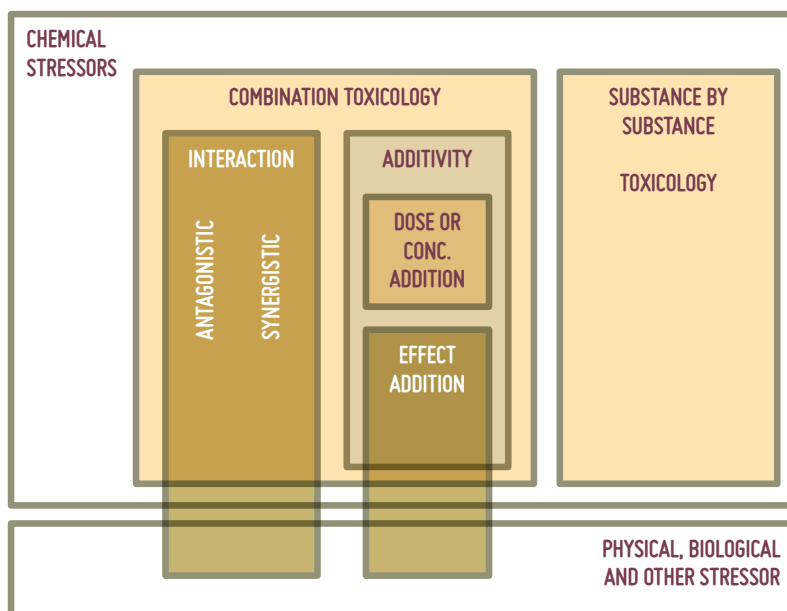 CHEMICAL
STRESSORS
COMBINATION TOXICOLOGY
INTERACTION
ANTAGONISTIC
SYNERGISTIC
ADDITIVITY
DOSE OR
CONC.
ADDITION
EFFECT
ADDITION
SUBSTANCE BY
SUBSTANCE
TOXICOLOGY
PHYSICAL, BIOLOGICAL
AND OTHER STRESSOR